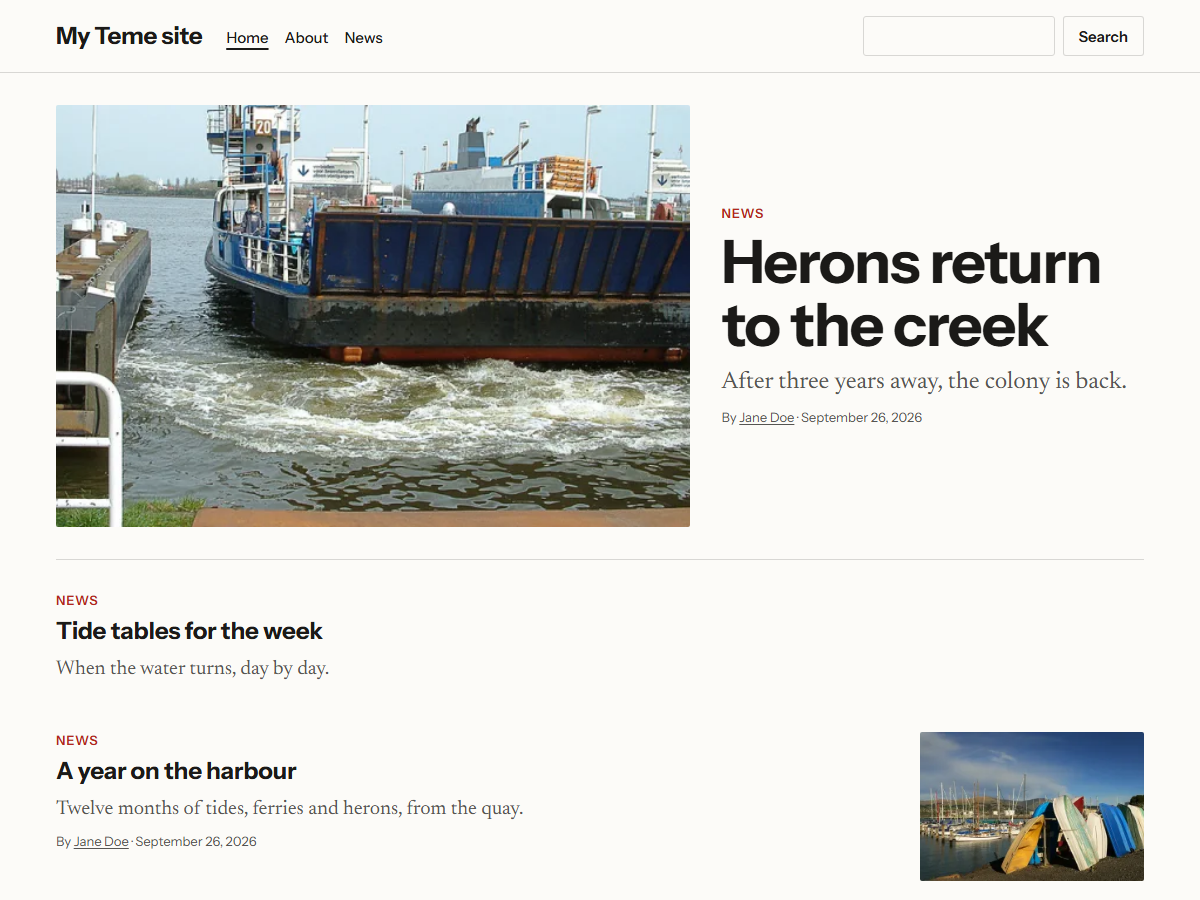 My Teme site
Home About News
Search
20
NEWS
Herons return
to the creek
After three years away, the colony is back.
By Jane Doe · September 26, 2026
NEWS
Tide tables for the week
When the water turns, day by day.
NEWS
A year on the harbour
Twelve months of tides, ferries and herons, from the quay.
By Jane Doe · September 26, 2026